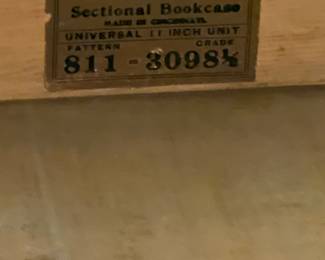 Sectional Bookcase
MADE IN CINCINNATI.
UNIVERSAL 11 INCH UNIT
PATTERN GRADE
811 - 3098½